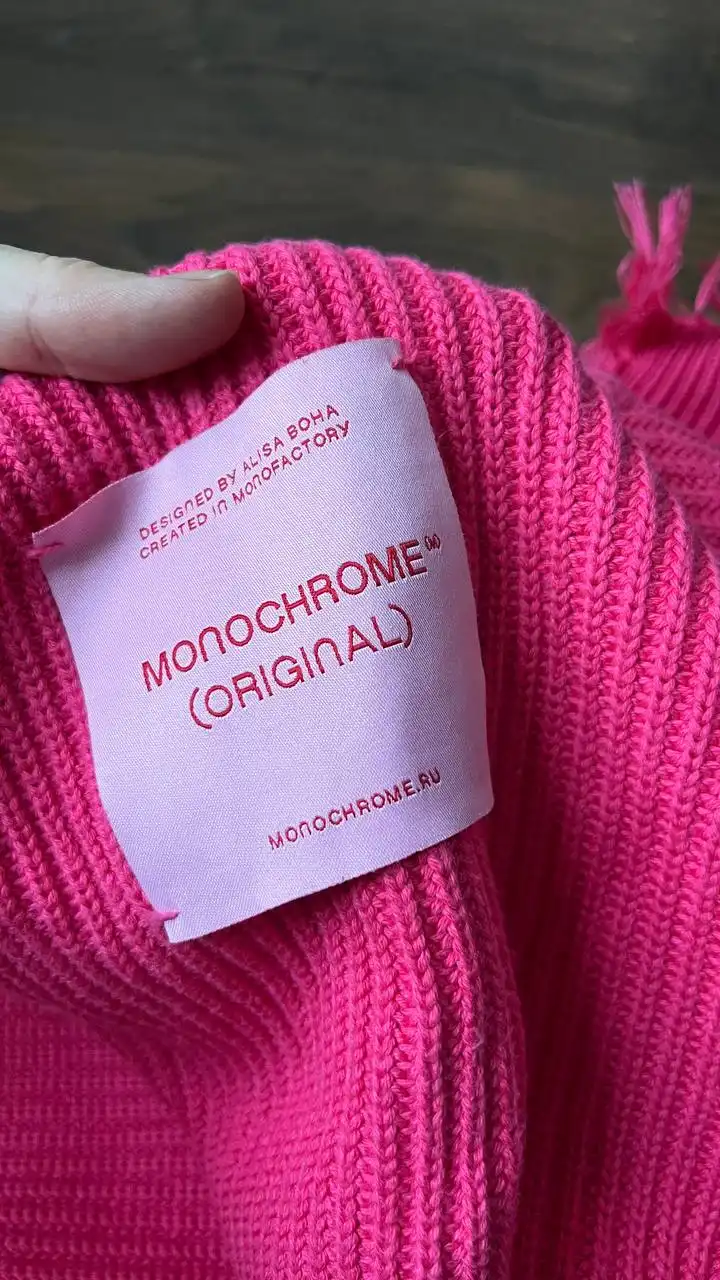 DESIGNED BY ALISA BOHA
CREATED IN MONOFACTORY
MONOCHROME(M)
(ORIGINAL)
MONOCHROME.RU